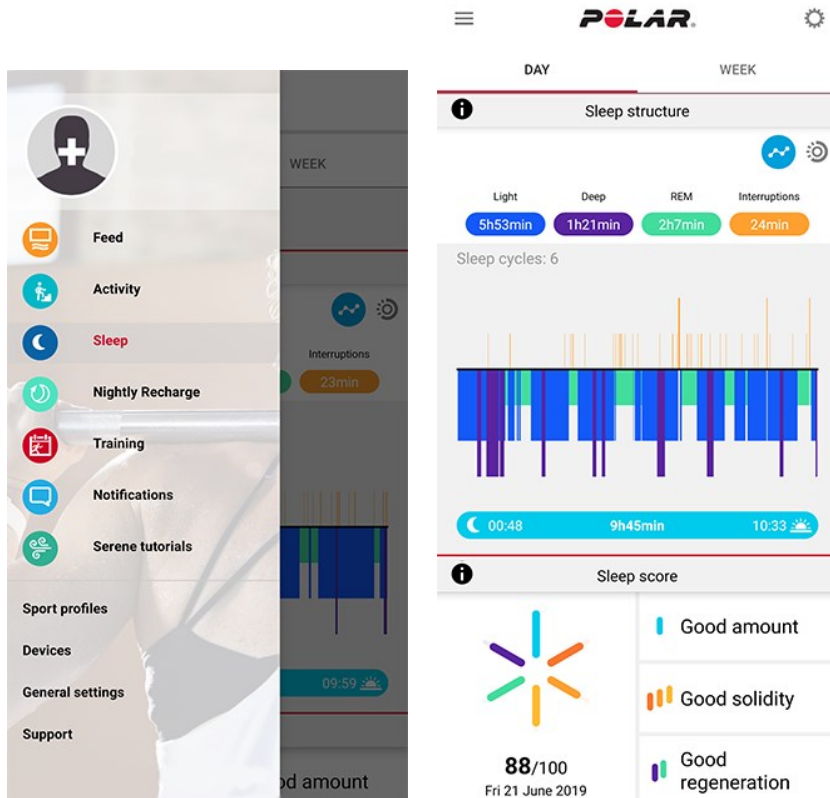 WEEK
Feed
Activity
Sleep
Interruptions
Nightly Recharge
23min
Training
Notifications
Serene tutorials
Sport profiles
Devices
General settings
09:59
Support
od amount
POLAR.
DAY
WEEK
Sleep structure
Light
Deep
REM
Interruptions
5h53min
1h21min
2h7min
24min
Sleep cycles: 6
00:48
9h45min
10:33
Sleep score
Good amount
Good solidity
88/100
Fri 21 June 2019
Good
regeneration